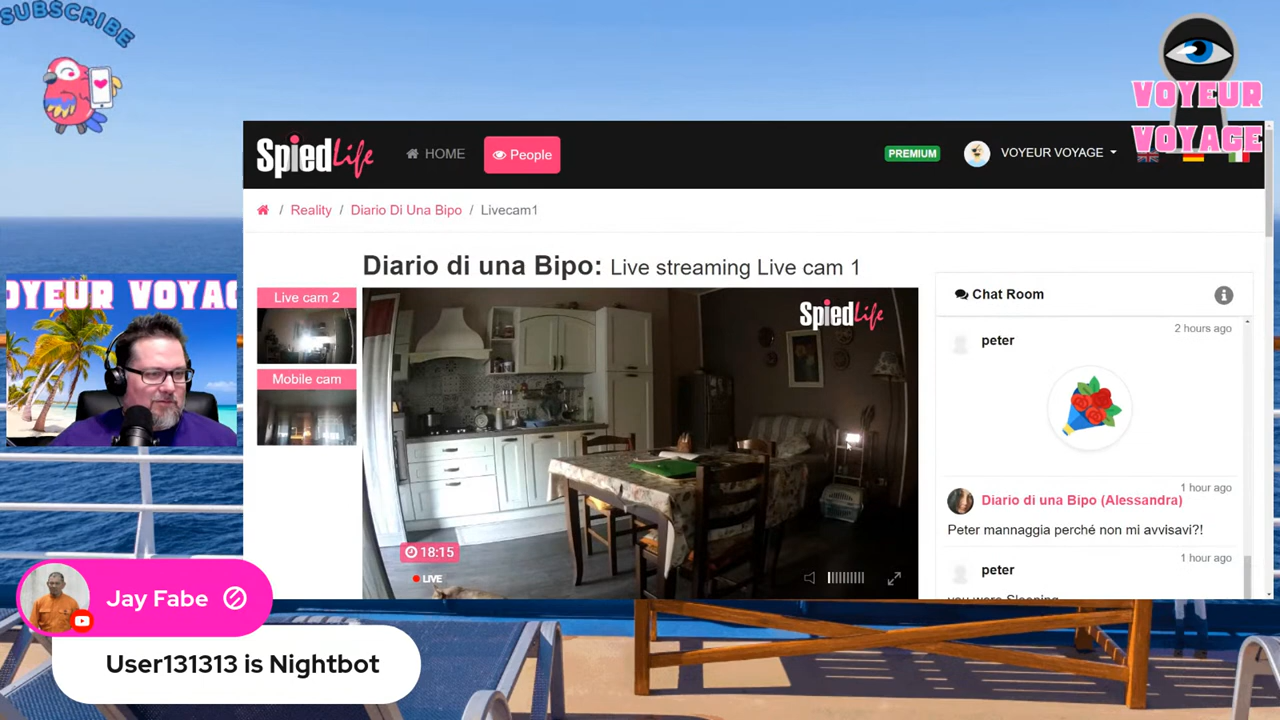 SUBSCRIBE
VOYEUR
VOYAGE
SpiedLife
HOME
People
PREMIUM
VOYEUR VOYAGE
/ Reality / Diario Di Una Bipo / Livecam1
Diario di una Bipo: Live streaming Live cam 1
Live cam 2
Mobile cam
SpiedLife
18:15
LIVE
Chat Room
2 hours ago
peter
1 hour ago
Diario di una Bipo (Alessandra)
Peter mannaggia perché non mi avvisavi?!
1 hour ago
peter
you were Sleeping
OYEUR VOYAG
Jay Fabe
User131313 is Nightbot